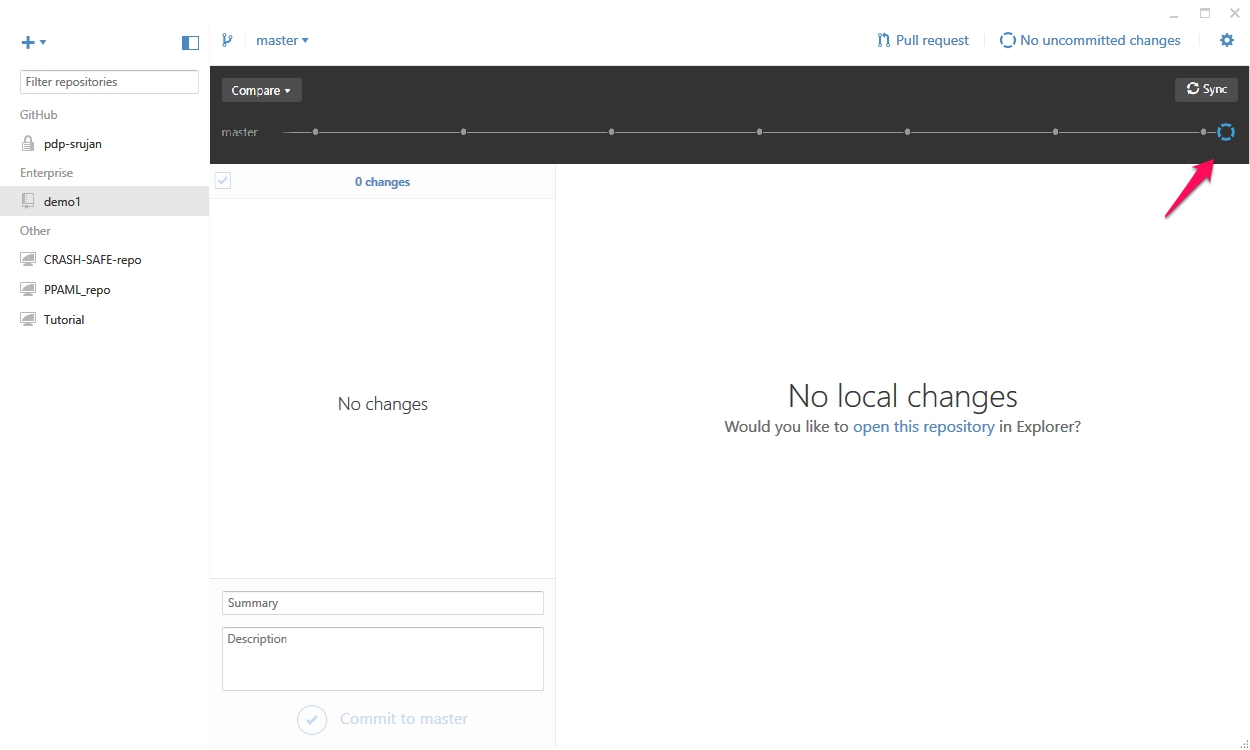 master
Pull request
No uncommitted changes
Filter repositories
GitHub
pdp-srujan
Enterprise
demo1
Other
CRASH-SAFE-repo
PPAML_repo
Tutorial
Compare
Sync
master
0 changes
No changes
Summary
Description
Commit to master
No local changes
Would you like to open this repository in Explorer?